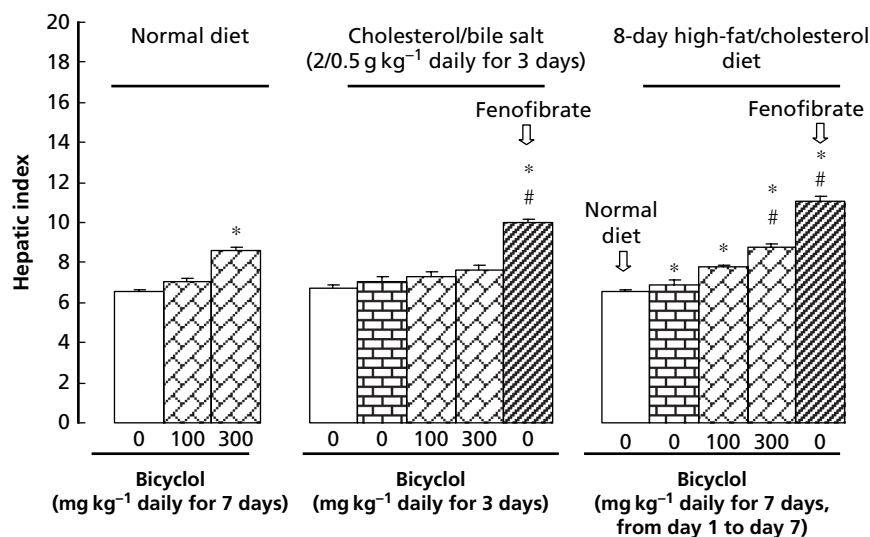 Normal diet
Cholesterol/bile salt
(2/0.5 g kg⁻¹ daily for 3 days)
8-day high-fat/cholesterol
diet
Fenofibrate
Fenofibrate
Normal
diet
*
*
#
*
*
*
#
*
#
Hepatic index
20
18
16
14
12
10
8
6
4
2
0
0 100 300
0 0 100 300 0
0 0 100 300 0
Bicyclol
(mg kg⁻¹ daily for 7 days)
Bicyclol
(mg kg⁻¹ daily for 3 days)
Bicyclol
(mg kg⁻¹ daily for 7 days,
from day 1 to day 7)